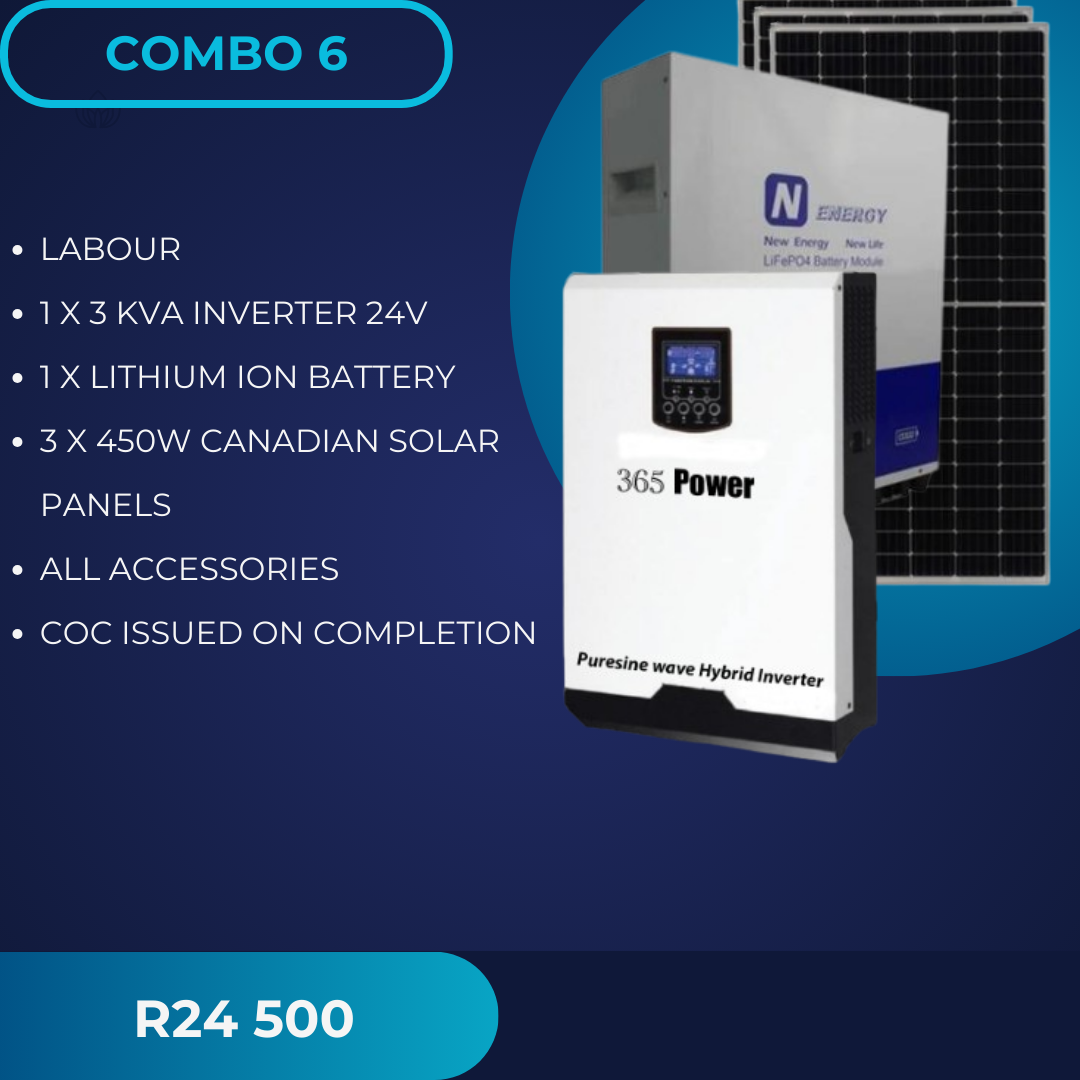 COMBO 6
LABOUR
1 X 3 KVA INVERTER 24V
1 X LITHIUM ION BATTERY
3 X 450W CANADIAN SOLAR
PANELS
ALL ACCESSORIES
COC ISSUED ON COMPLETION
N ENERGY
New Energy New Life
LiFePO4 Battery Module
365 Power
Puresine wave Hybrid Inverter
R24 500